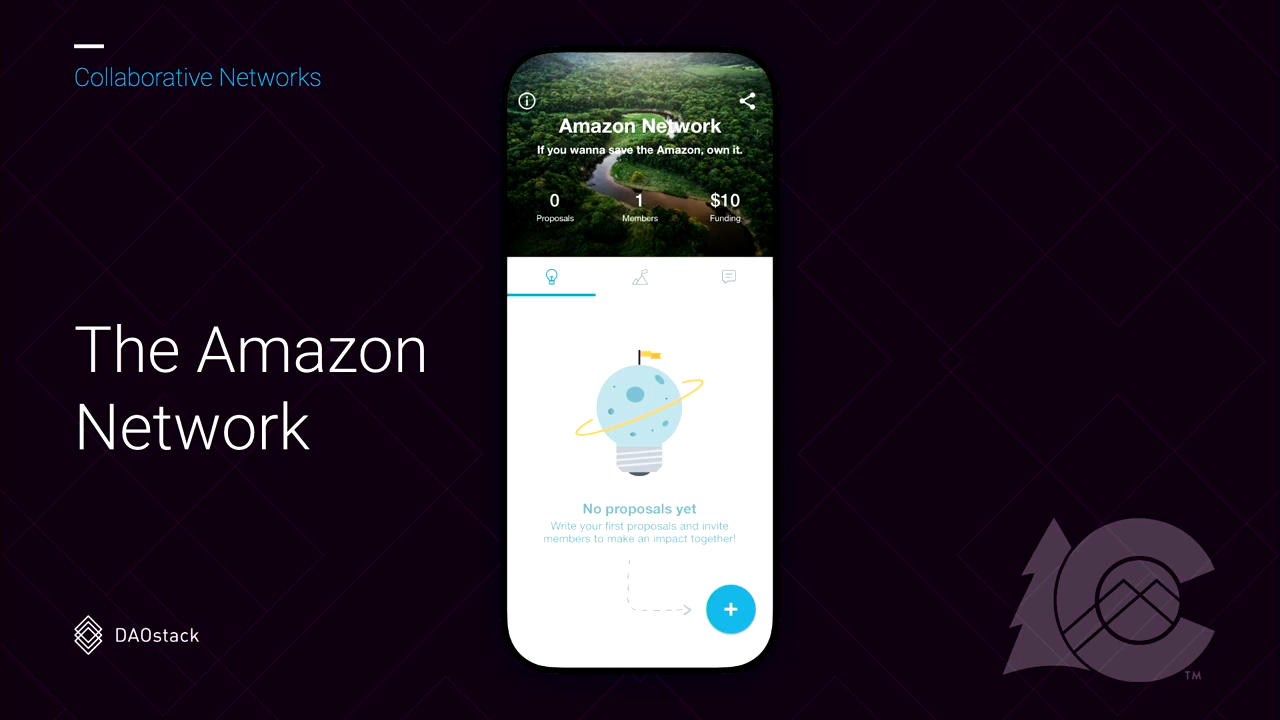 Collaborative Networks
The Amazon
Network
DAOstack
Amazon Network
If you wanna save the Amazon, own it.
0 1 $10
Proposals Members Funding
No proposals yet
Write your first proposals and invite
members to make an impact together!
+
TM